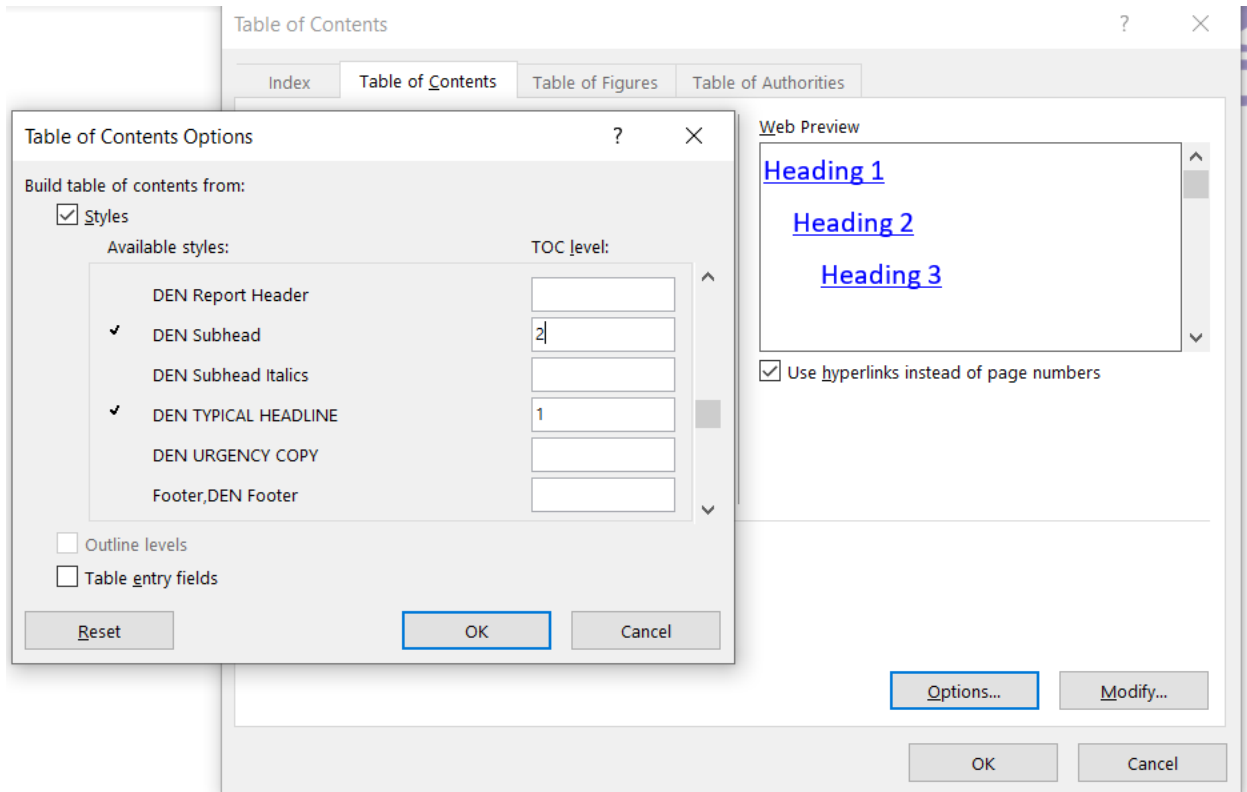 Table of Contents ?
Index Table of Contents Table of Figures Table of Authorities
Table of Contents Options ?
Build table of contents from:
Styles
Available styles: TOC level:
DEN Report Header
DEN Subhead 2
DEN Subhead Italics
DEN TYPICAL HEADLINE 1
DEN URGENCY COPY
Footer,DEN Footer
Outline levels
Table entry fields
Reset OK Cancel
Web Preview
Heading 1
Heading 2
Heading 3
Use hyperlinks instead of page numbers
Options... Modify...
OK Cancel